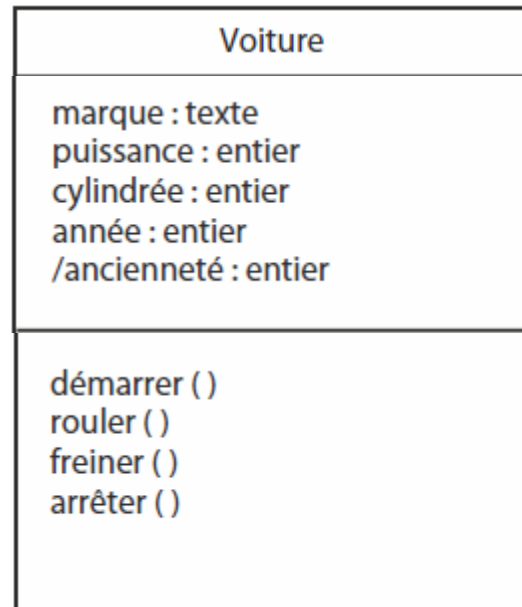 Voiture
marque : texte
puissance : entier
cylindrée : entier
année : entier
/ancienneté : entier
démarrer ( )
rouler ( )
freiner ( )
arrêter ( )